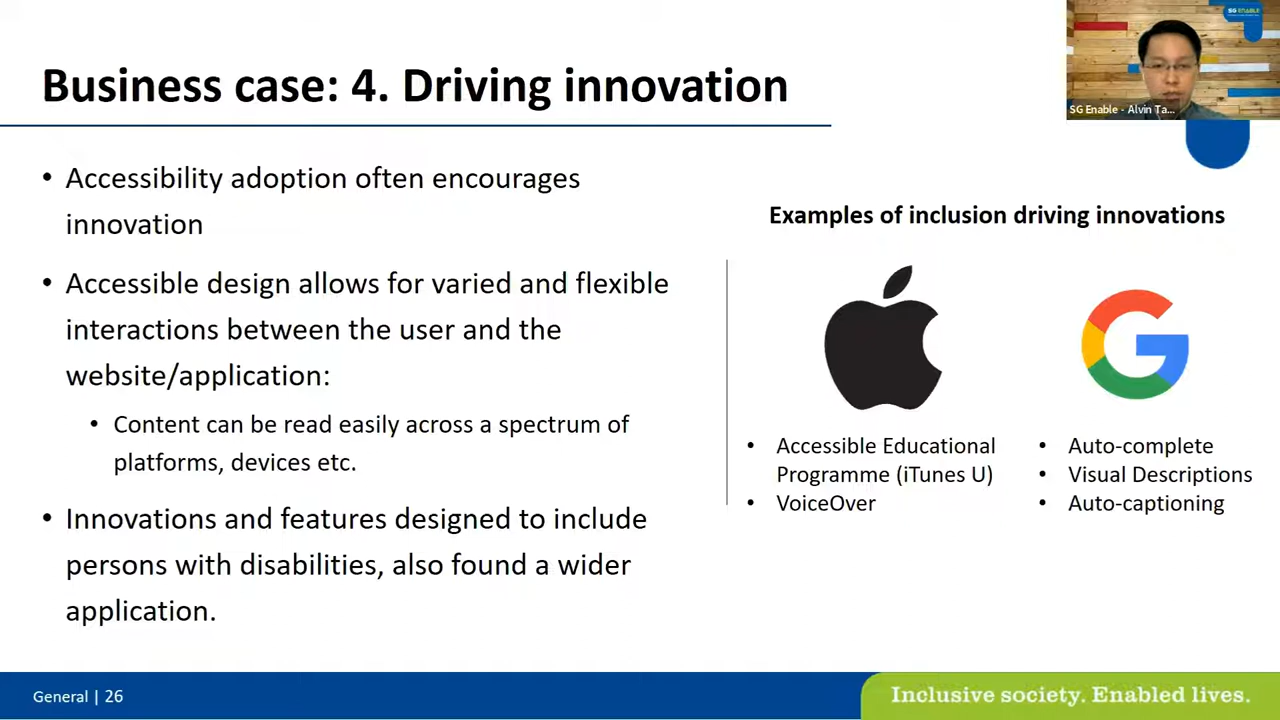 Business case: 4. Driving innovation
SG ENABLE
SG Enable - Alvin Ta...
• Accessibility adoption often encourages
innovation
• Accessible design allows for varied and flexible
interactions between the user and the
website/application:
• Content can be read easily across a spectrum of
platforms, devices etc.
• Innovations and features designed to include
persons with disabilities, also found a wider
application.
Examples of inclusion driving innovations
• Accessible Educational
Programme (iTunes U)
• VoiceOver
• Auto-complete
• Visual Descriptions
• Auto-captioning
General | 26
Inclusive society. Enabled lives.